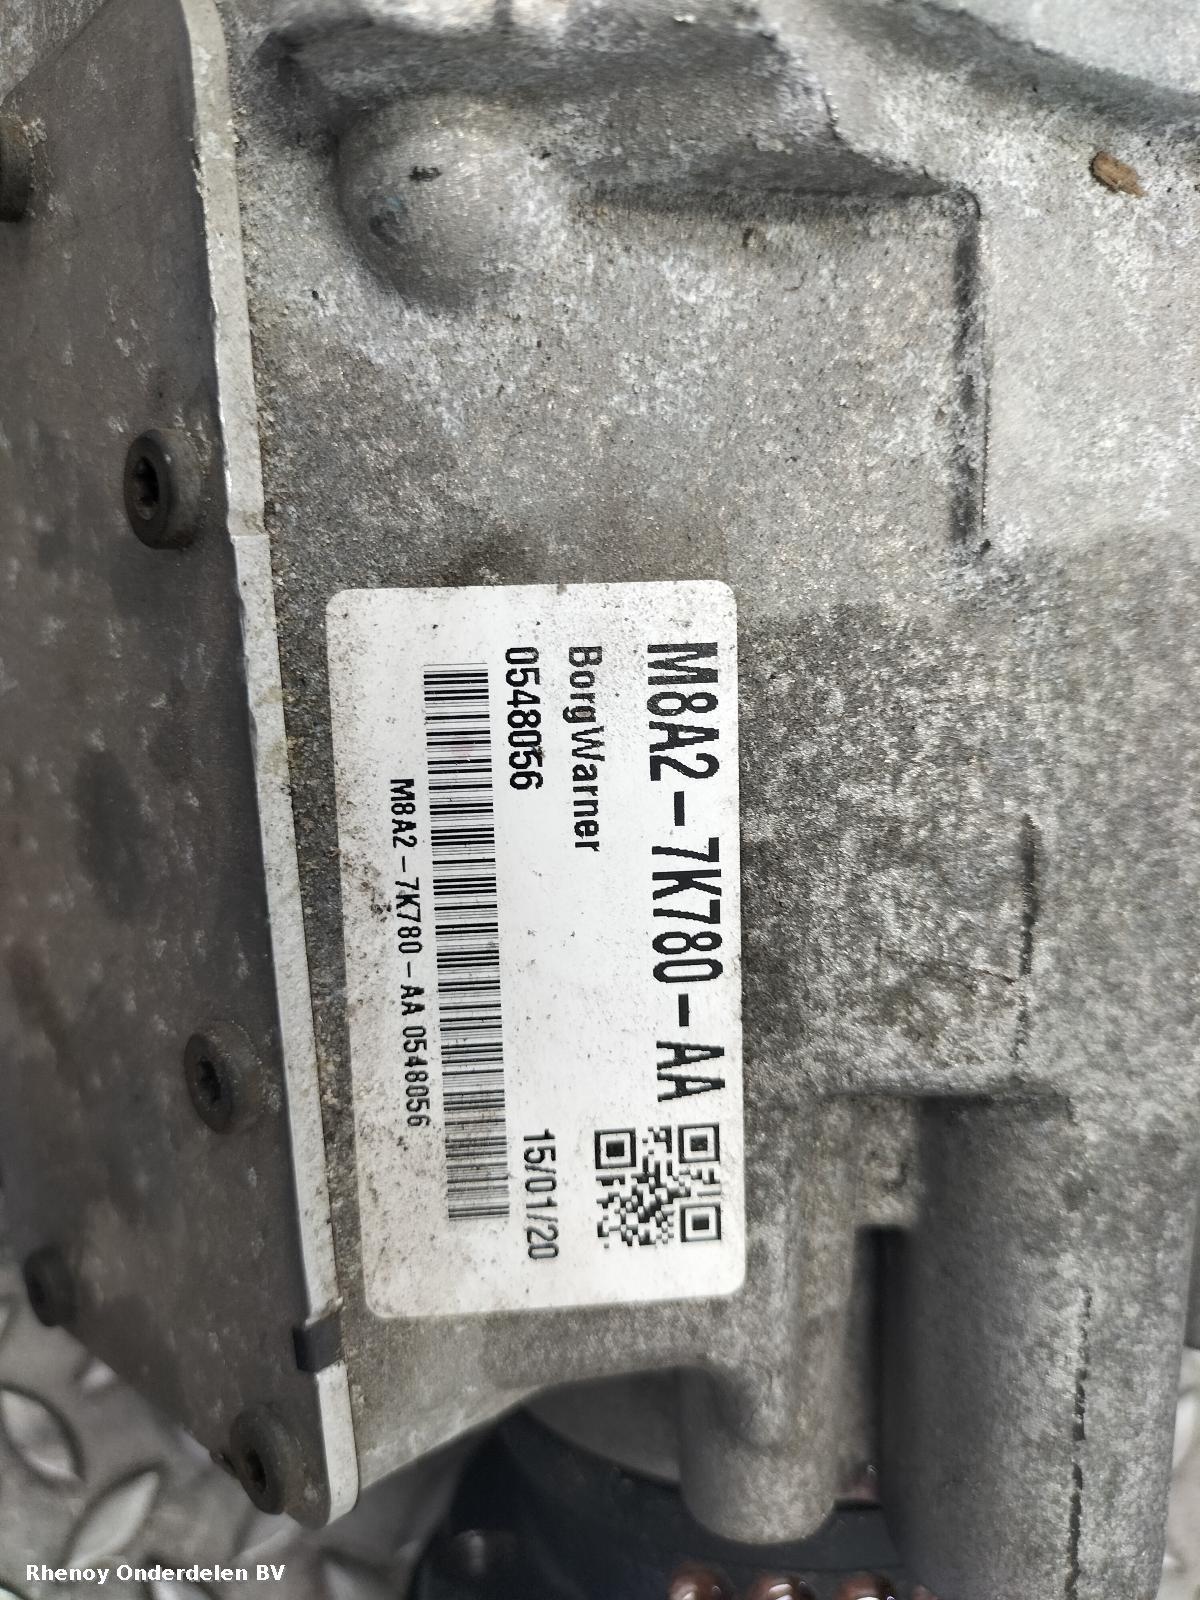 M8A2-7K780-AA
BorgWarner
0548056 15/01/20
M8A2-7K780-AA 0548056
Rhenoy Onderdelen BV